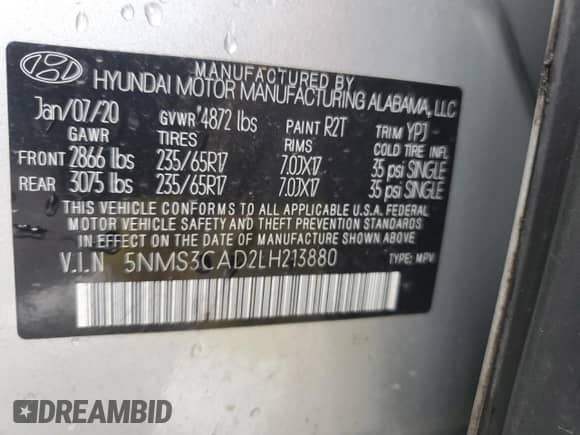 MANUFACTURED BY
HYUNDAI MOTOR MANUFACTURING ALABAMA, LLC
Jan/07/20 GVWR 4872 lbs PAINT R2T TRIM YPJ
GAWR TIRES RIMS COLD TIRE INFL
FRONT 2866 lbs 235/65R17 7.0JX17 35 psi SINGLE
REAR 3075 lbs 235/65R17 7.0JX17 35 psi SINGLE
THIS VEHICLE CONFORMS TO ALL APPLICABLE U.S.A. FEDERAL
MOTOR VEHICLE SAFETY AND THEFT PREVENTION STANDARDS
IN EFFECT ON THE DATE OF MANUFACTURE SHOWN ABOVE.
V.I.N 5NMS3CAD2LH213880 TYPE: MPV
DREAMBID